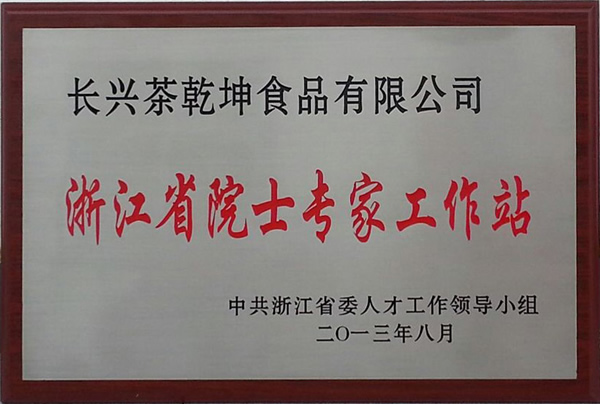 长兴茶乾坤食品有限公司
浙江省院士专家工作站
中共浙江省委人才工作领导小组
二〇一三年八月